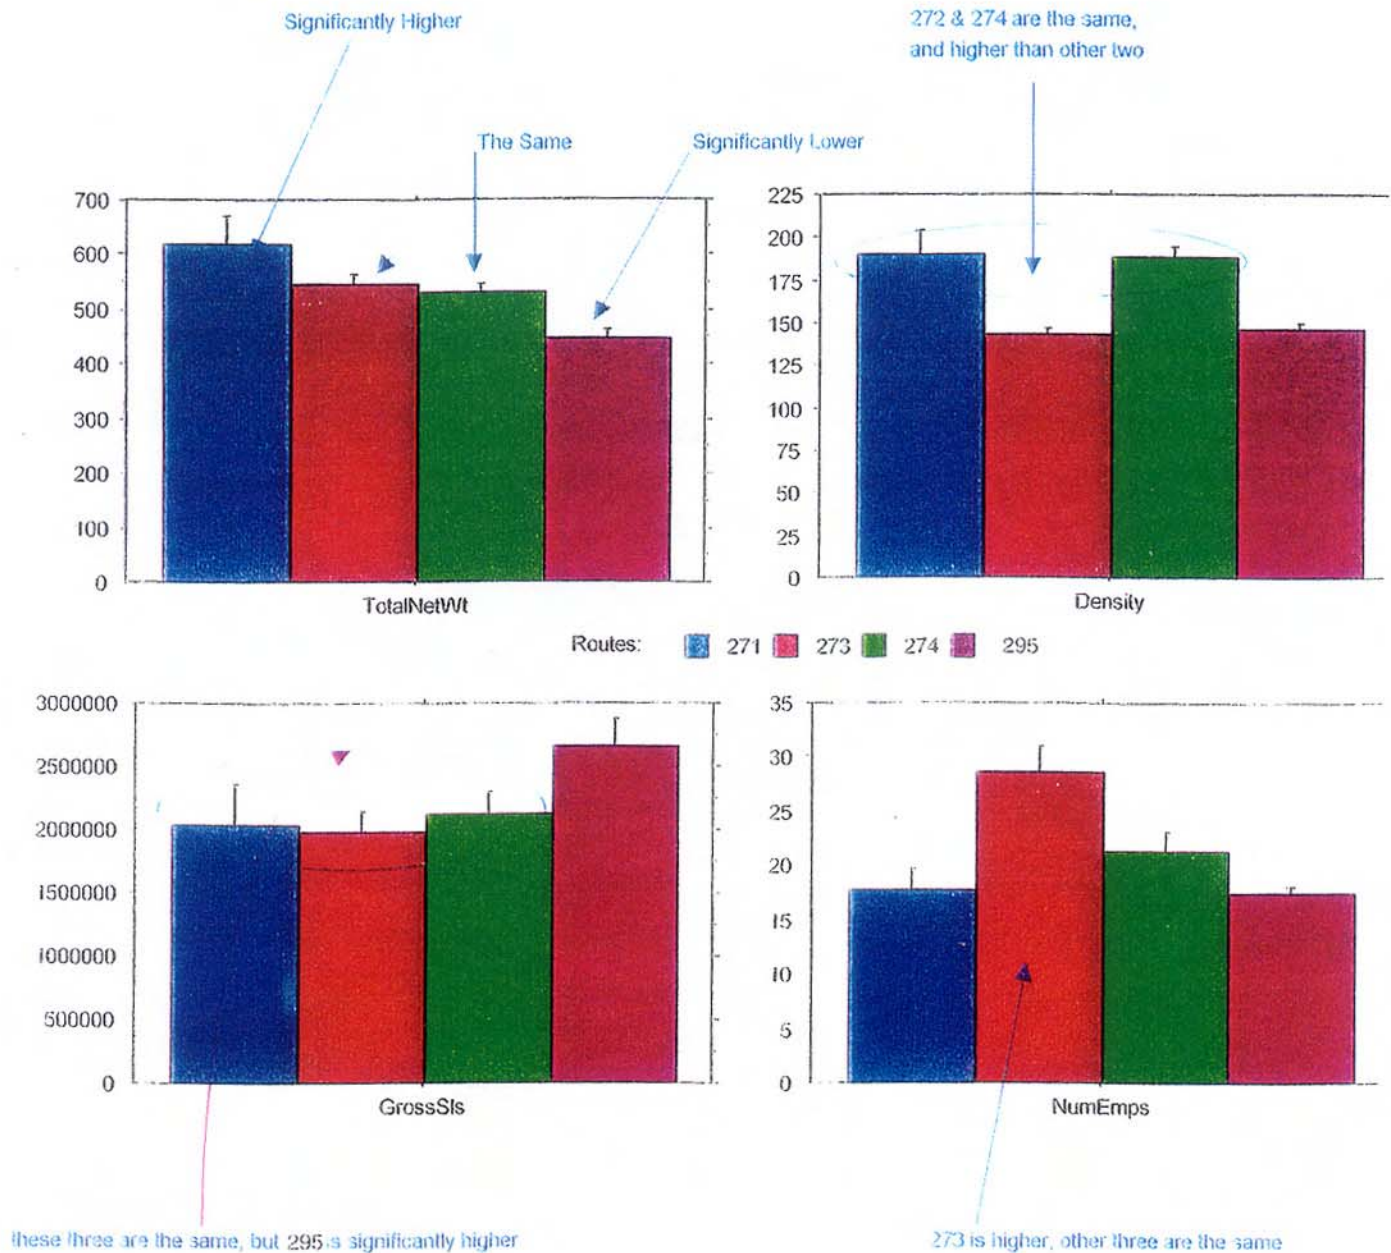 Significantly Higher
272 & 274 are the same,
and higher than other two
The Same
Significantly Lower
700
600
500
400
300
200
100
0
TotalNetWt
225
200
175
150
125
100
75
50
25
0
Density
Routes: 271 273 274 295
3000000
2500000
2000000
1500000
1000000
500000
0
GrossSls
35
30
25
20
15
10
5
0
NumEmps
these three are the same, but 295 is significantly higher
273 is higher, other three are the same